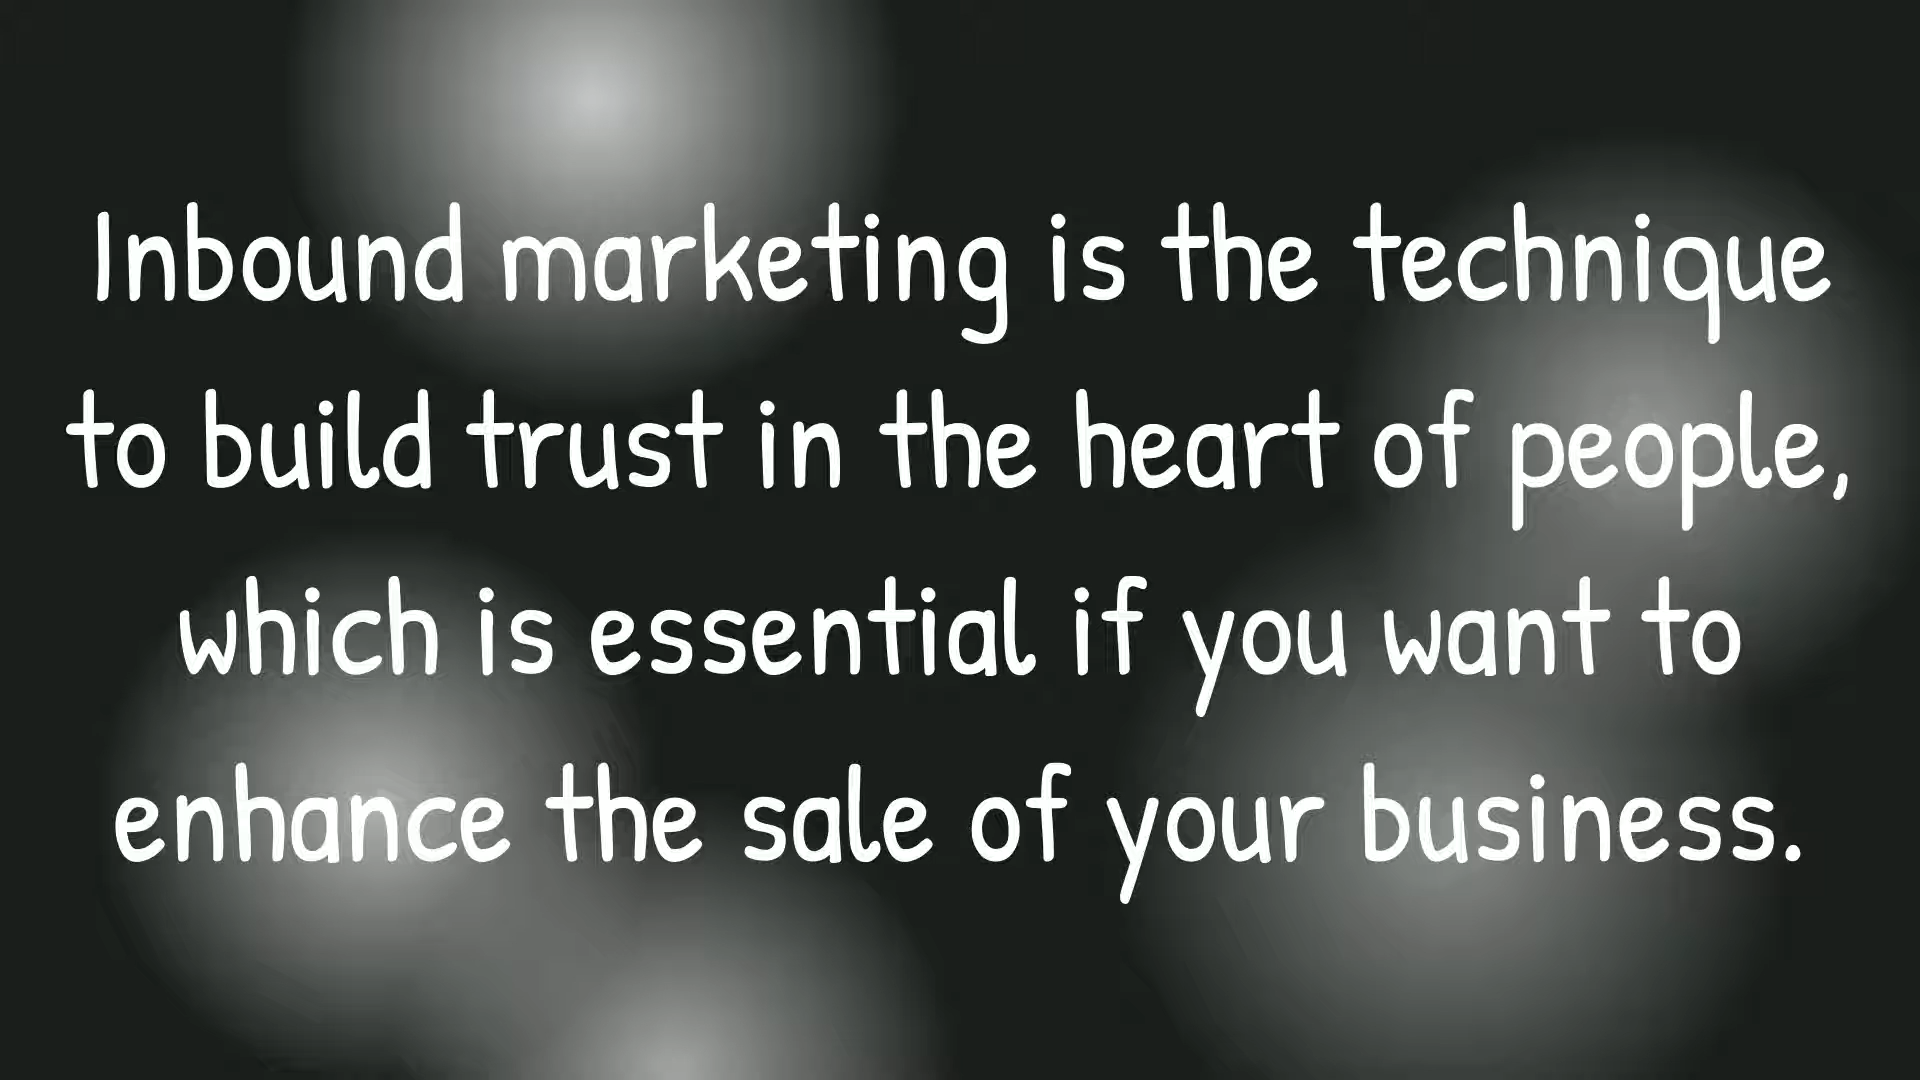 Inbound marketing is the technique
to build trust in the heart of people,
which is essential if you want to
enhance the sale of your business.